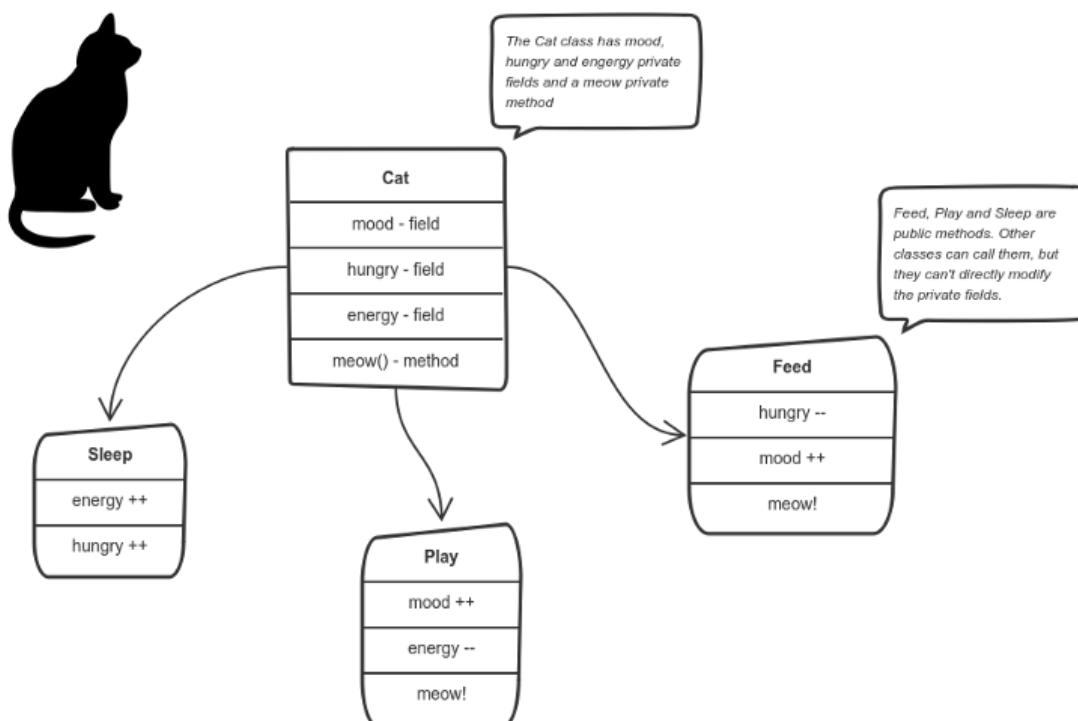 The Cat class has mood,
hungry and engergy private
fields and a meow private
method
Cat
mood - field
hungry - field
energy - field
meow() - method
Feed, Play and Sleep are
public methods. Other
classes can call them, but
they can't directly modify
the private fields.
Feed
hungry --
mood ++
meow!
Sleep
energy ++
hungry ++
Play
mood ++
energy --
meow!